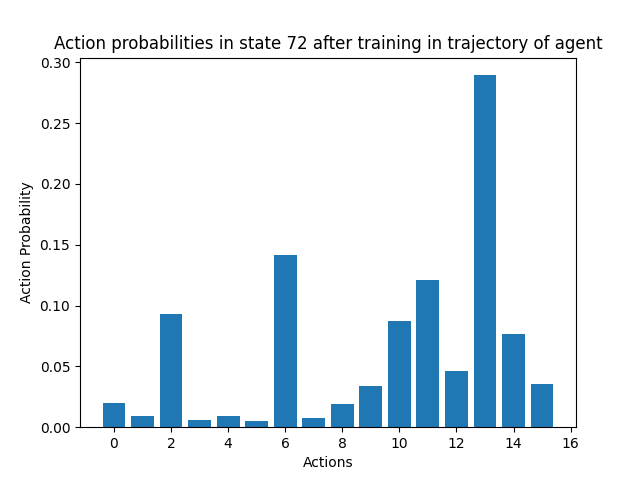 Action probabilities in state 72 after training in trajectory of agent
0.30
0.25
0.20
0.15
0.10
0.05
0.00
Action Probability
0 2 4 6 8 10 12 14 16
Actions